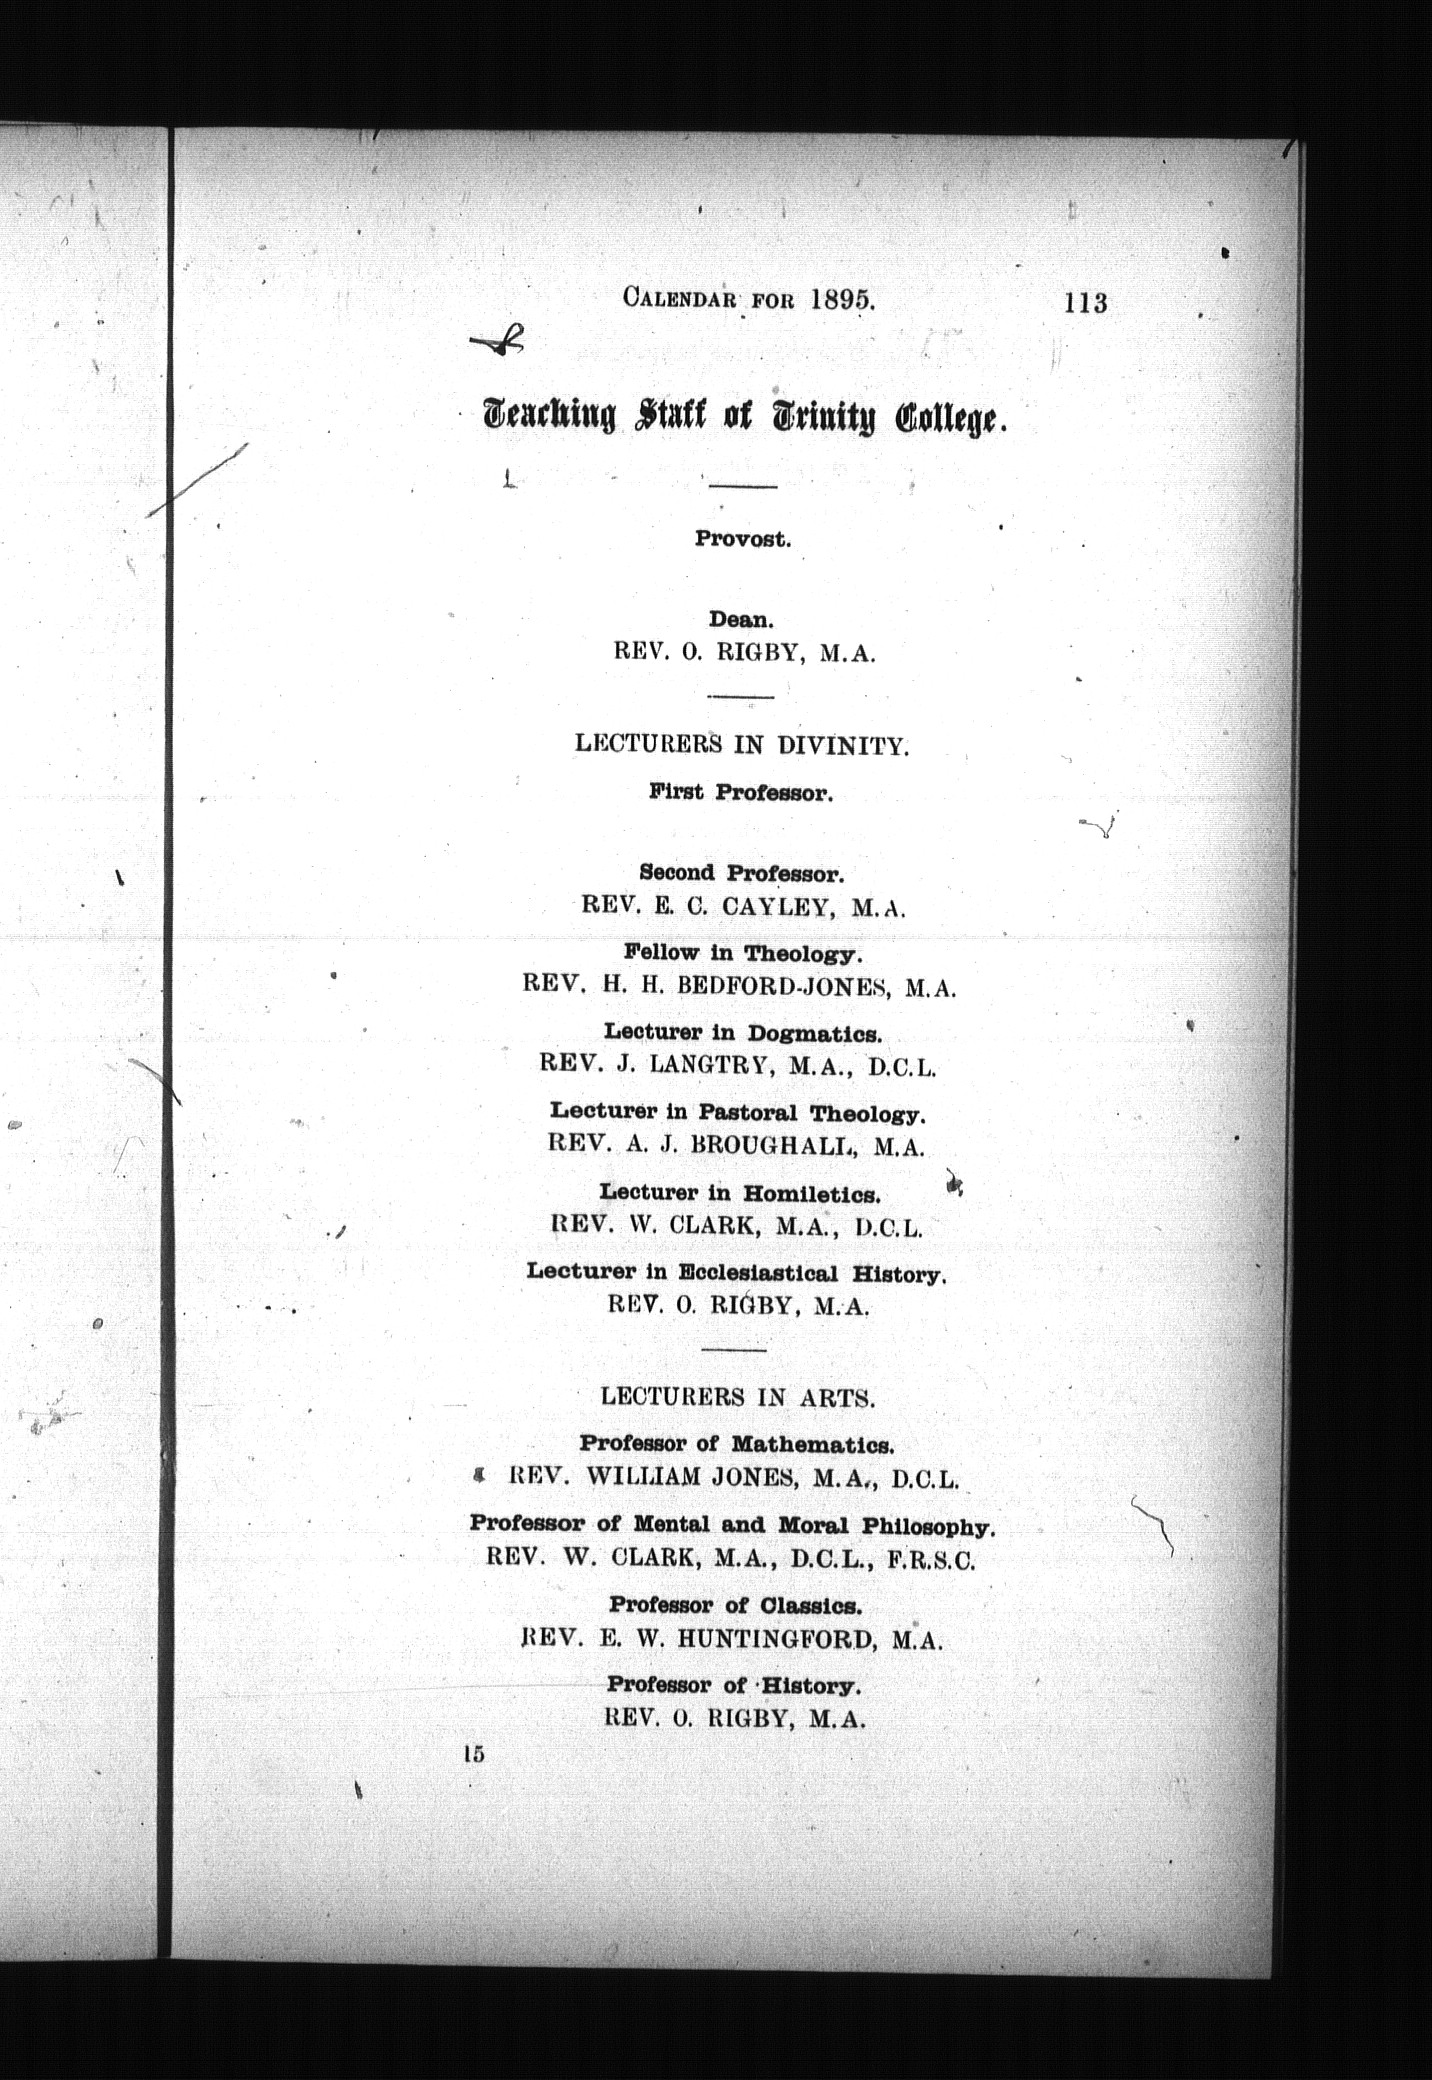 CALENDAR FOR 1895. 113
Teaching Staff of Trinity College.
Provost.
Dean.
REV. O. RIGBY, M.A.
LECTURERS IN DIVINITY.
First Professor.
Second Professor.
REV. E. C. CAYLEY, M.A.
Fellow in Theology.
REV. H. H. BEDFORD-JONES, M.A.
Lecturer in Dogmatics.
REV. J. LANGTRY, M.A., D.C.L.
Lecturer in Pastoral Theology.
REV. A. J. BROUGHALL, M.A.
Lecturer in Homiletics.
REV. W. CLARK, M.A., D.C.L.
Lecturer in Ecclesiastical History.
REV. O. RIGBY, M.A.
LECTURERS IN ARTS.
Professor of Mathematics.
REV. WILLIAM JONES, M.A., D.C.L.
Professor of Mental and Moral Philosophy.
REV. W. CLARK, M.A., D.C.L., F.R.S.C.
Professor of Classics.
REV. E. W. HUNTINGFORD, M.A.
Professor of History.
REV. O. RIGBY, M.A.
15